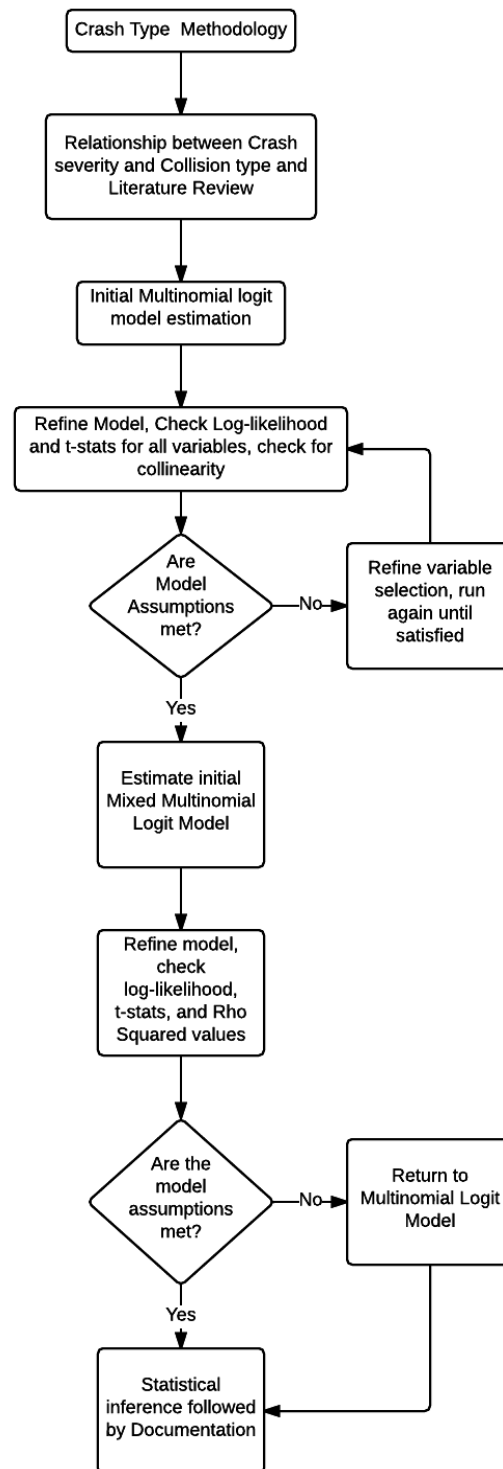 Crash Type  Methodology
Relationship between Crash
severity and Collision type and
Literature Review
Initial Multinomial logit
model estimation
Refine Model, Check Log-likelihood
and t-stats for all variables, check for
collinearity
Are
Model
Assumptions
met?
No
Refine variable
selection, run
again until
satisfied
Yes
Estimate initial
Mixed Multinomial
Logit Model
Refine model,
check
log-likelihood,
t-stats, and Rho
Squared values
Are the
model
assumptions
met?
No
Return to
Multinomial Logit
Model
Yes
Statistical
inference followed
by Documentation